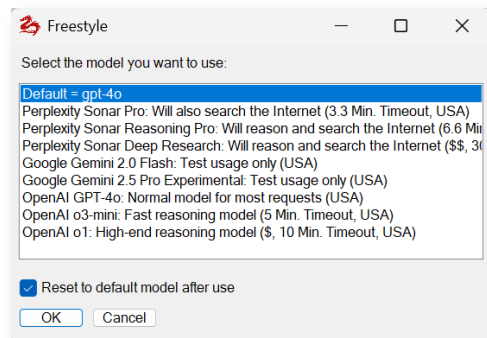 Freestyle
Select the model you want to use:
Default = gpt-4o
Perplexity Sonar Pro: Will also search the Internet (3.3 Min. Timeout, USA)
Perplexity Sonar Reasoning Pro: Will reason and search the Internet (6.6 Mi
Perplexity Sonar Deep Research: Will reason and search the Internet ($$, 30
Google Gemini 2.0 Flash: Test usage only (USA)
Google Gemini 2.5 Pro Experimental: Test usage only (USA)
OpenAI GPT-4o: Normal model for most requests (USA)
OpenAI o3-mini: Fast reasoning model (5 Min. Timeout, USA)
OpenAI o1: High-end reasoning model ($, 10 Min. Timeout, USA)
Reset to default model after use
OK Cancel